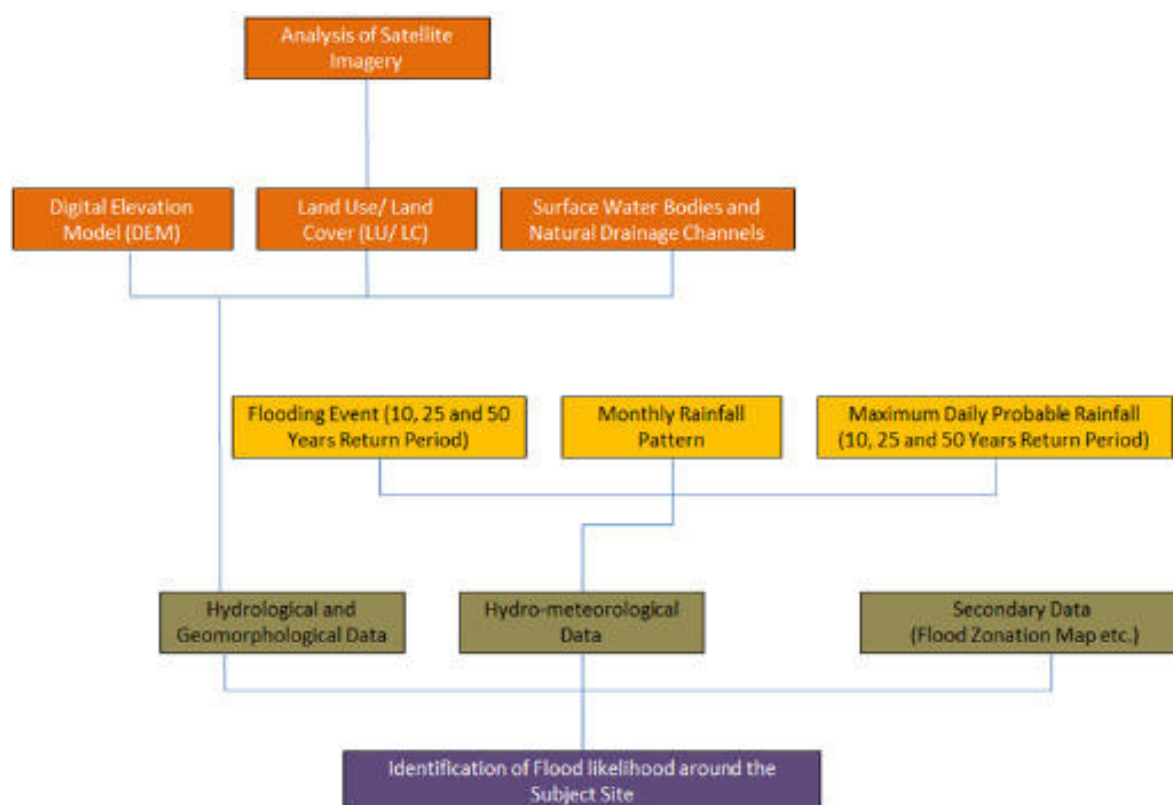 Analysis of Satellite
Imagery
Digital Elevation
Model (DEM)
Land Use/ Land
Cover (LU/ LC)
Surface Water Bodies and
Natural Drainage Channels
Flooding Event (10, 25 and 50
Years Return Period)
Monthly Rainfall
Pattern
Maximum Daily Probable Rainfall
(10, 25 and 50 Years Return Period)
Hydrological and
Geomorphological Data
Hydro-meteorological
Data
Secondary Data
(Flood Zonation Map etc.)
Identification of Flood likelihood around the
Subject Site